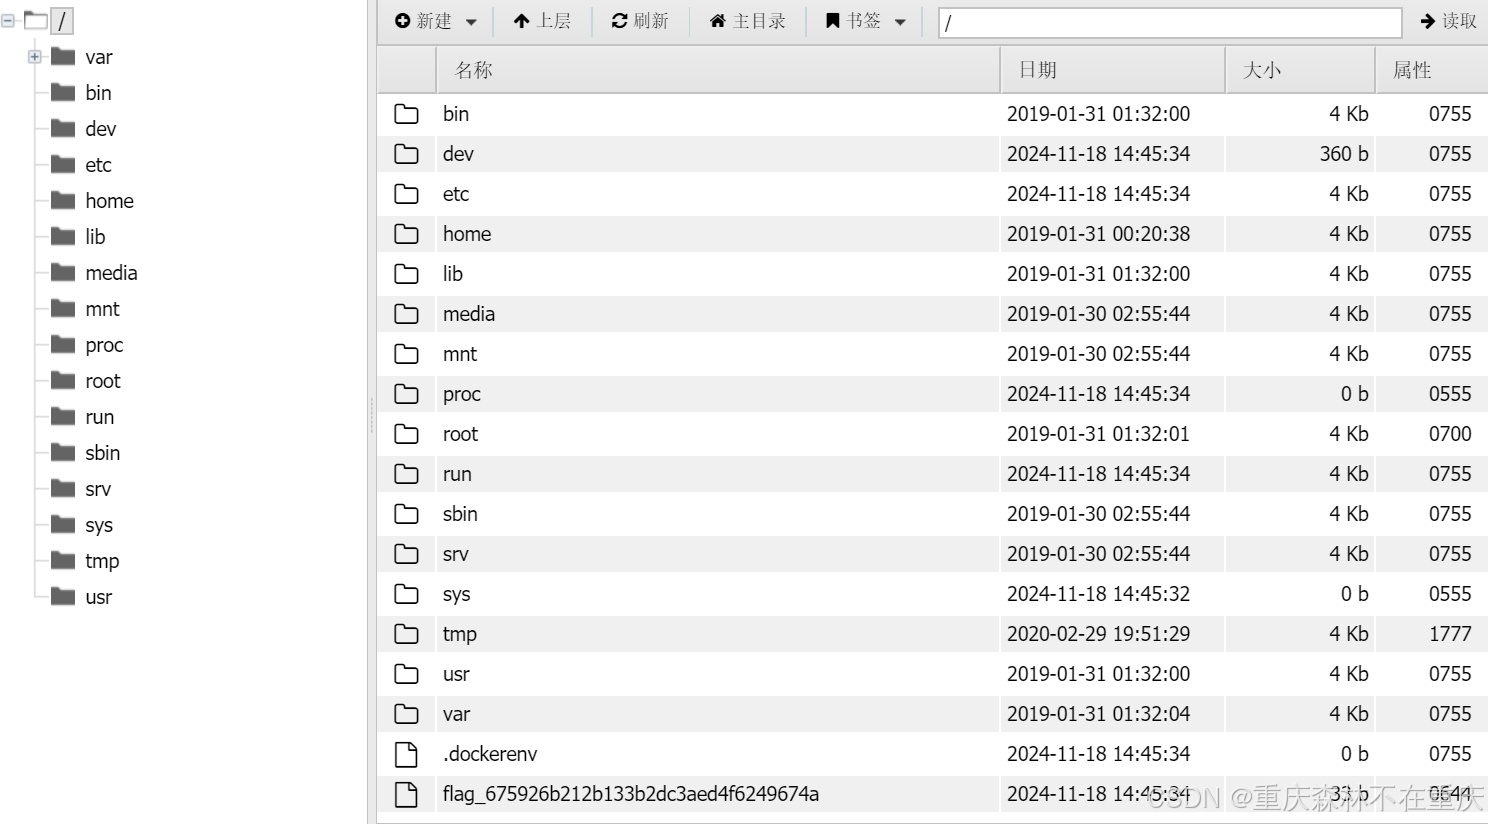 /
var
bin
dev
etc
home
lib
media
mnt
proc
root
run
sbin
srv
sys
tmp
usr
新建 上层 刷新 主目录 书签 / 读取
名称 日期 大小 属性
bin 2019-01-31 01:32:00 4 Kb 0755
dev 2024-11-18 14:45:34 360 b 0755
etc 2024-11-18 14:45:34 4 Kb 0755
home 2019-01-31 00:20:38 4 Kb 0755
lib 2019-01-31 01:32:00 4 Kb 0755
media 2019-01-30 02:55:44 4 Kb 0755
mnt 2019-01-30 02:55:44 4 Kb 0755
proc 2024-11-18 14:45:34 0 b 0555
root 2019-01-31 01:32:01 4 Kb 0700
run 2024-11-18 14:45:34 4 Kb 0755
sbin 2019-01-30 02:55:44 4 Kb 0755
srv 2019-01-30 02:55:44 4 Kb 0755
sys 2024-11-18 14:45:32 0 b 0555
tmp 2020-02-29 19:51:29 4 Kb 1777
usr 2019-01-31 01:32:00 4 Kb 0755
var 2019-01-31 01:32:04 4 Kb 0755
.dockerenv 2024-11-18 14:45:34 0 b 0755
flag_675926b212b133b2dc3aed4f6249674a 2024-11-18 14:45:34 33 b 0644
CSDN @重庆森林不在重庆